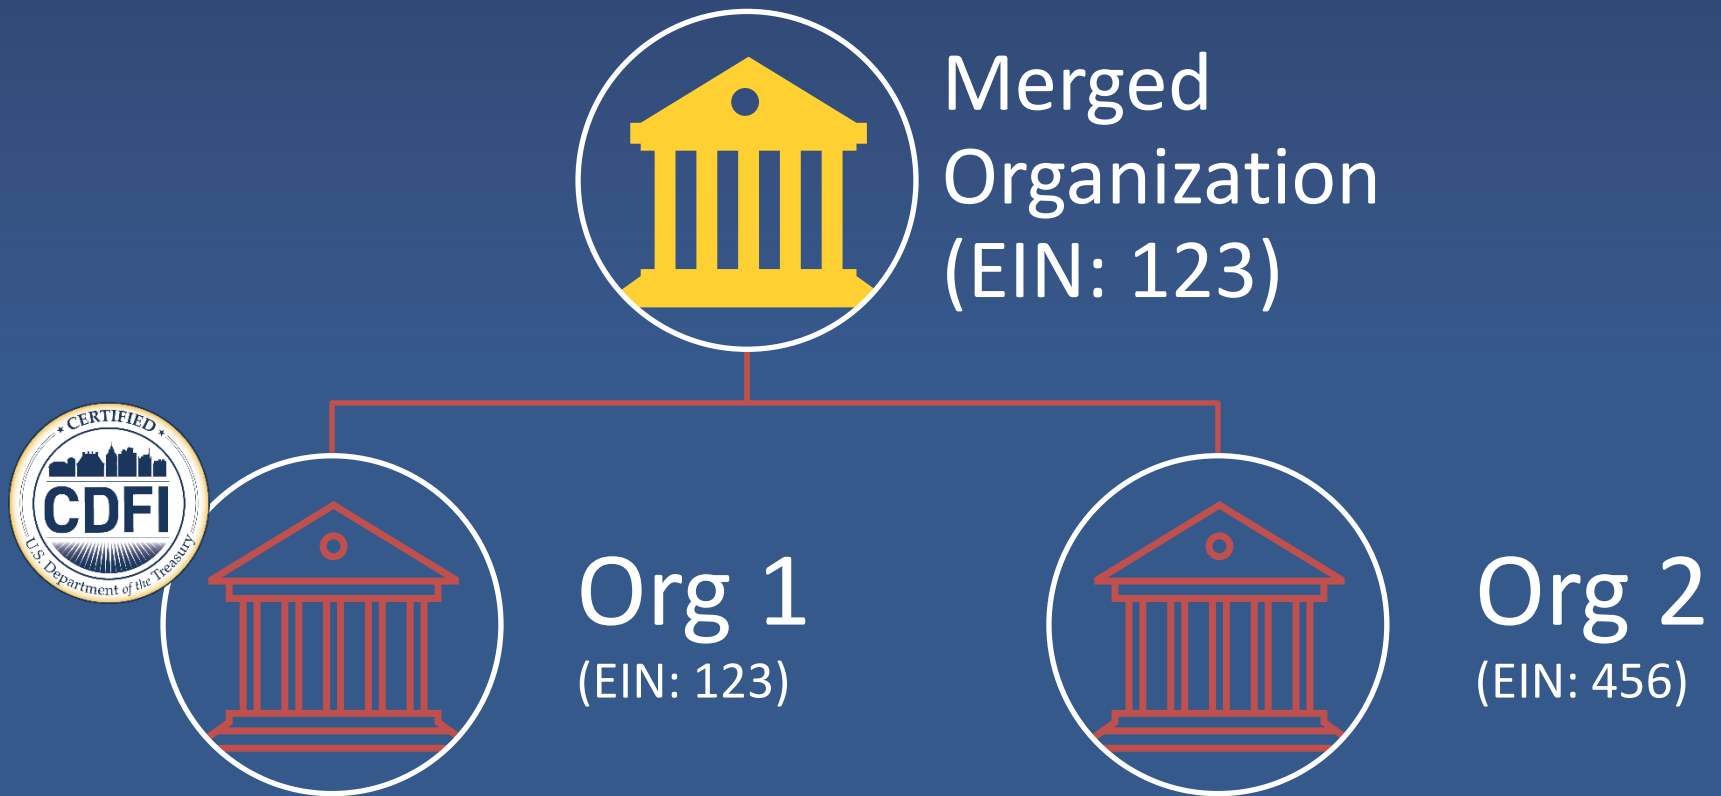 Merged
Organization
(EIN: 123)
★ CERTIFIED ★
CDFI
U.S. Department of the Treasury
Org 1
(EIN: 123)
Org 2
(EIN: 456)